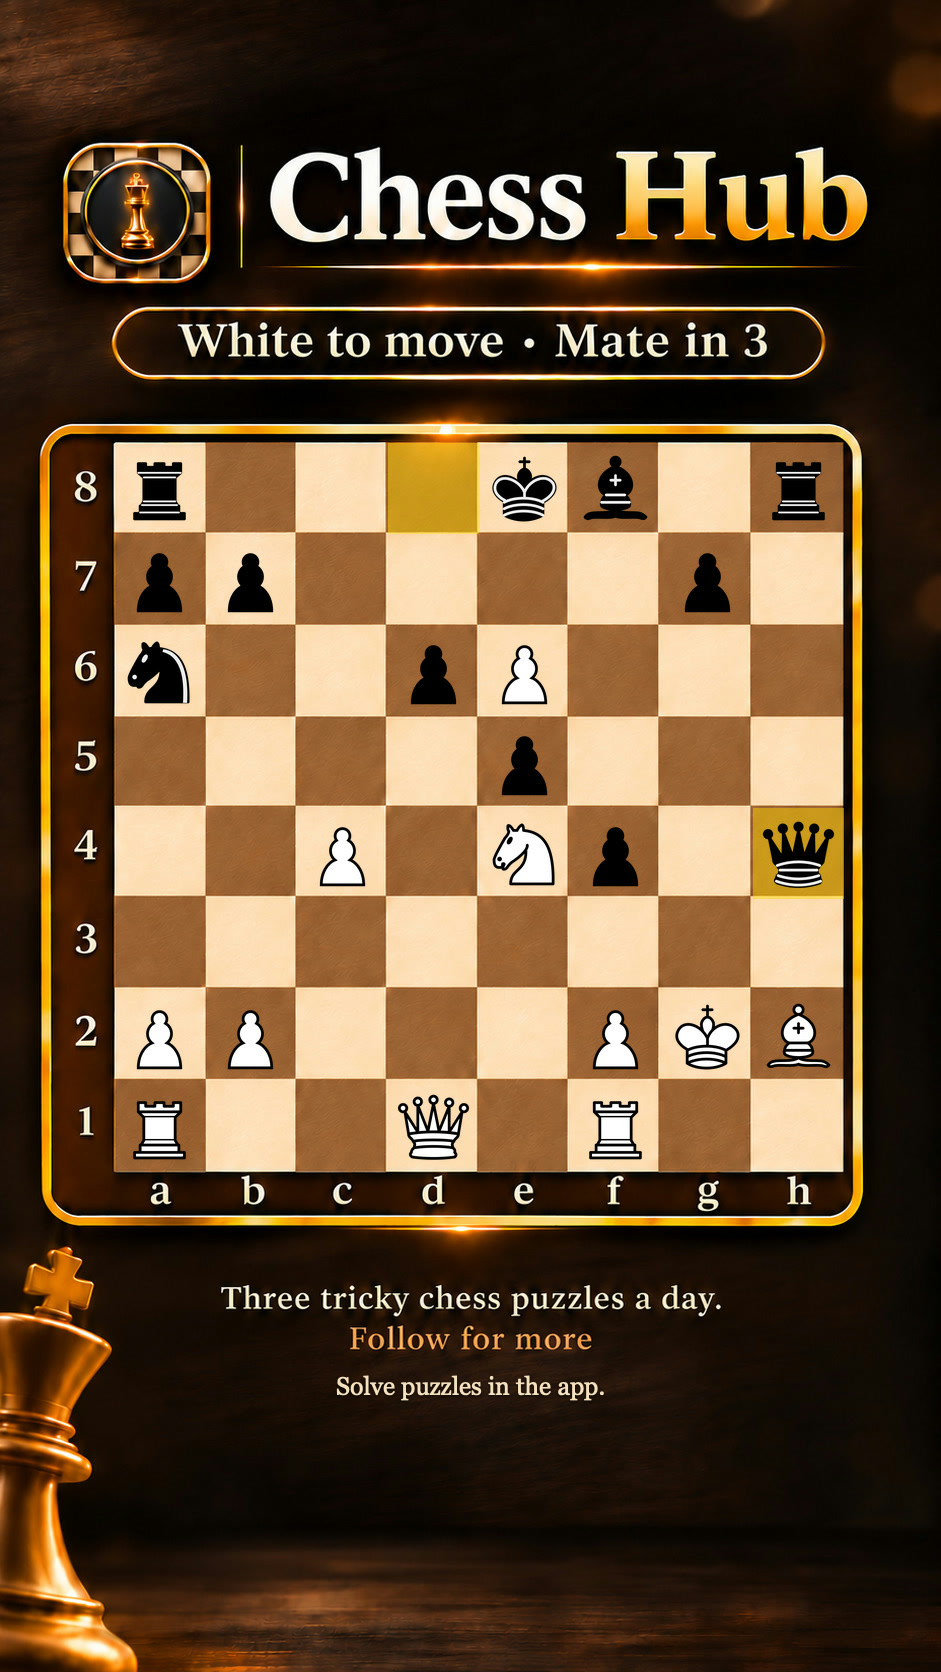 Chess Hub
White to move • Mate in 3
8
7
6
5
4
3
2
1
a b c d e f g h
Three tricky chess puzzles a day.
Follow for more
Solve puzzles in the app.